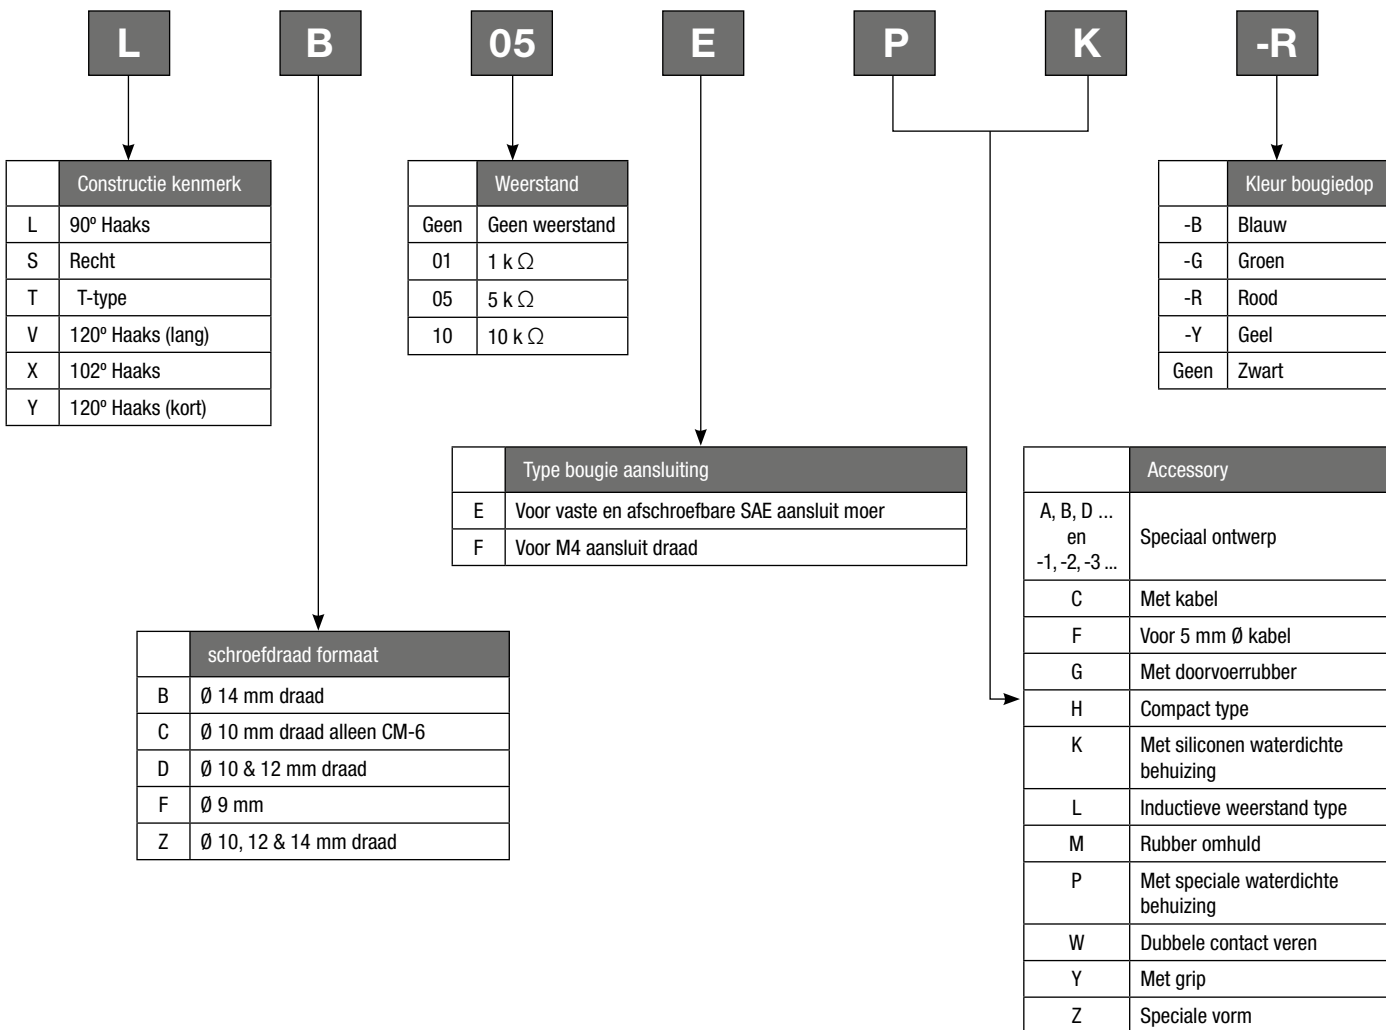 L B 05 E P K -R
Constructie kenmerk
L 90º Haaks
S Recht
T T-type
V 120º Haaks (lang)
X 102º Haaks
Y 120º Haaks (kort)
Weerstand
Geen Geen weerstand
01 1 k Ω
05 5 k Ω
10 10 k Ω
Kleur bougiedop
-B Blauw
-G Groen
-R Rood
-Y Geel
Geen Zwart
Type bougie aansluiting
E Voor vaste en afschroefbare SAE aansluit moer
F Voor M4 aansluit draad
schroefdraad formaat
B Ø 14 mm draad
C Ø 10 mm draad alleen CM-6
D Ø 10 & 12 mm draad
F Ø 9 mm
Z Ø 10, 12 & 14 mm draad
Accessory
A, B, D ...
en
-1, -2, -3 ...
Speciaal ontwerp
C Met kabel
F Voor 5 mm Ø kabel
G Met doorvoerrubber
H Compact type
K Met siliconen waterdichte
behuizing
L Inductieve weerstand type
M Rubber omhuld
P Met speciale waterdichte
behuizing
W Dubbele contact veren
Y Met grip
Z Speciale vorm